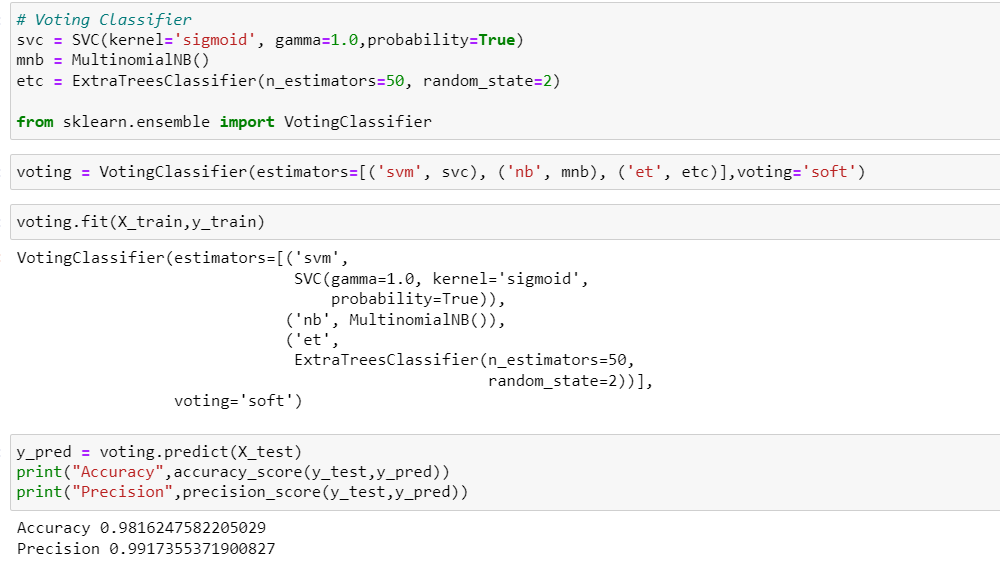 # Voting Classifier
svc = SVC(kernel='sigmoid', gamma=1.0,probability=True)
mnb = MultinomialNB()
etc = ExtraTreesClassifier(n_estimators=50, random_state=2)
from sklearn.ensemble import VotingClassifier
voting = VotingClassifier(estimators=[('svm', svc), ('nb', mnb), ('et', etc)],voting='soft')
voting.fit(X_train,y_train)
VotingClassifier(estimators=[('svm',
SVC(gamma=1.0, kernel='sigmoid',
probability=True)),
('nb', MultinomialNB()),
('et',
ExtraTreesClassifier(n_estimators=50,
random_state=2))],
voting='soft')
y_pred = voting.predict(X_test)
print("Accuracy",accuracy_score(y_test,y_pred))
print("Precision",precision_score(y_test,y_pred))
Accuracy 0.9816247582205029
Precision 0.9917355371900827